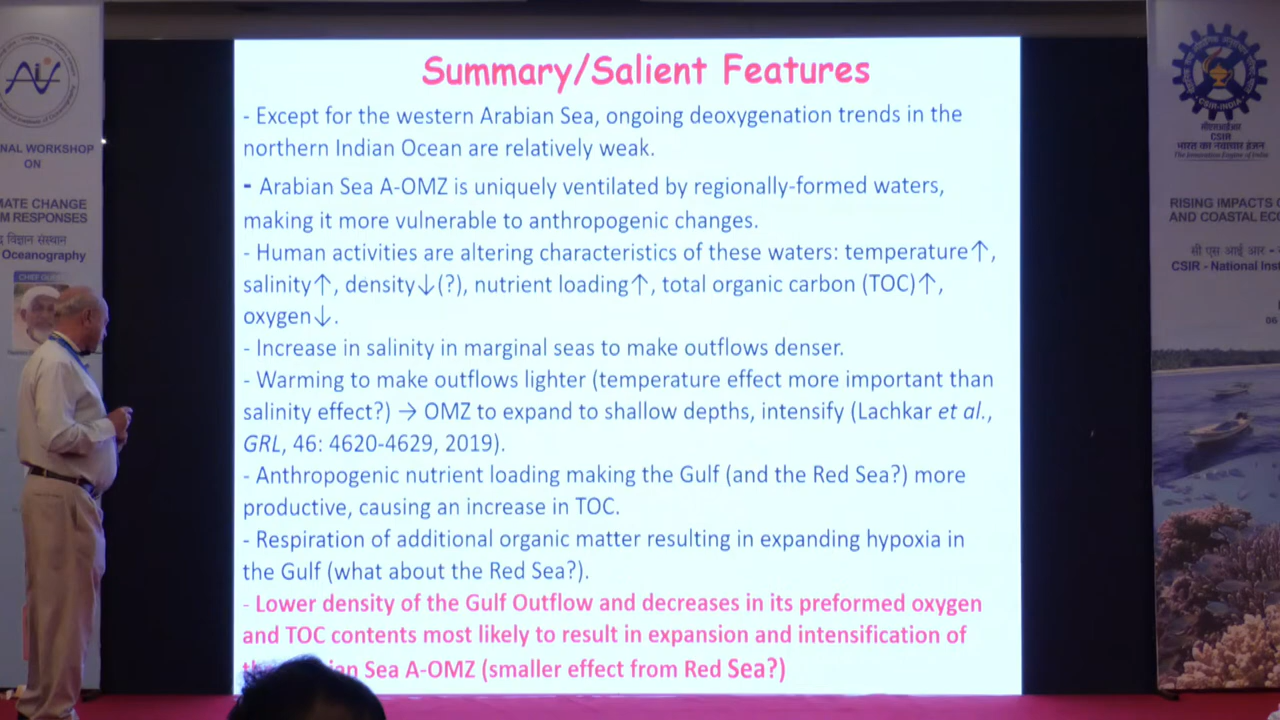 Summary/Salient Features
- Except for the western Arabian Sea, ongoing deoxygenation trends in the
northern Indian Ocean are relatively weak.
- Arabian Sea A-OMZ is uniquely ventilated by regionally-formed waters,
making it more vulnerable to anthropogenic changes.
- Human activities are altering characteristics of these waters: temperature↑,
salinity↑, density↓(?), nutrient loading↑, total organic carbon (TOC)↑,
oxygen↓.
- Increase in salinity in marginal seas to make outflows denser.
- Warming to make outflows lighter (temperature effect more important than
salinity effect?) → OMZ to expand to shallow depths, intensify (Lachkar et al.,
GRL, 46: 4620-4629, 2019).
- Anthropogenic nutrient loading making the Gulf (and the Red Sea?) more
productive, causing an increase in TOC.
- Respiration of additional organic matter resulting in expanding hypoxia in
the Gulf (what about the Red Sea?).
- Lower density of the Gulf Outflow and decreases in its preformed oxygen
and TOC contents most likely to result in expansion and intensification of
Sea A-OMZ (smaller effect from Red Sea?)
NAL WORKSHOP
ON
MATE CHANGE
M RESPONSES
विज्ञान संस्थान
Oceanography
CHIEF GU
CSIR-INDIA
सीएसआईआर
CSIR
भारत का नवाचार इंजन
The Innovation Engine of India
RISING IMPACTS
AND COASTAL ECO
सी एस आई आर -
CSIR - National Inst